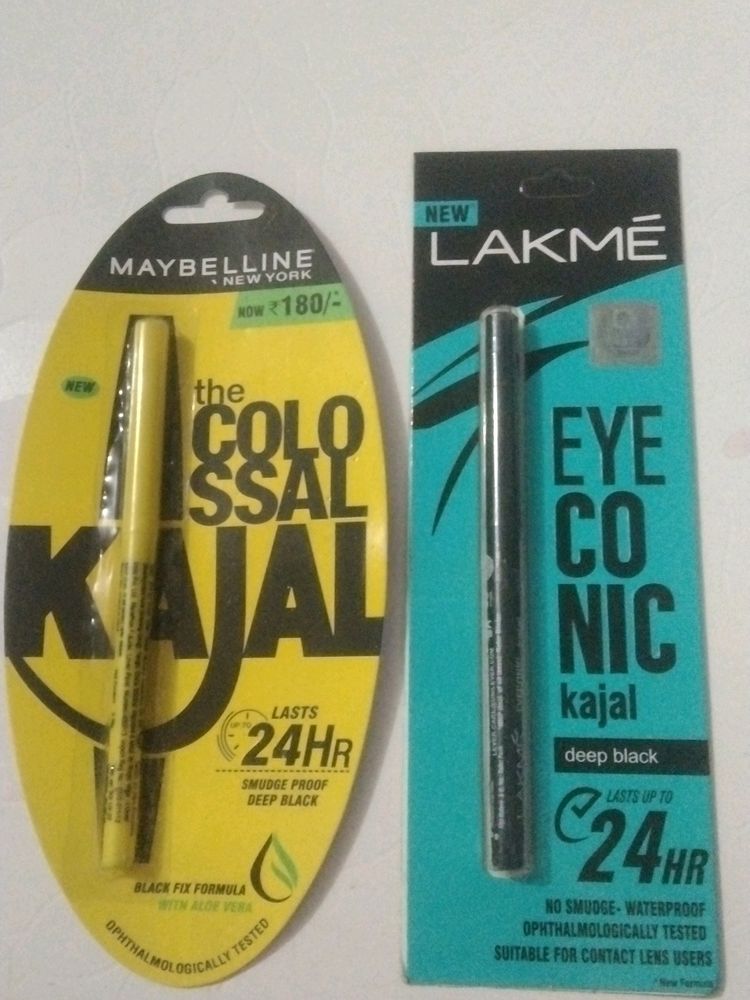 MAYBELLINE
NEW YORK
NOW ₹180/-
NEW
the
COLO
SSAL
KAJAL
LASTS
UP TO
24HR
SMUDGE PROOF
DEEP BLACK
BLACK FIX FORMULA
WITH ALOE VERA
OPHTHALMOLOGICALLY TESTED
NEW
LAKMÉ
EYE
CO
NIC
kajal
deep black
LASTS UP TO
24HR
NO SMUDGE- WATERPROOF
OPHTHALMOLOGICALLY TESTED
SUITABLE FOR CONTACT LENS USERS
*New Formula
LAKMÉ